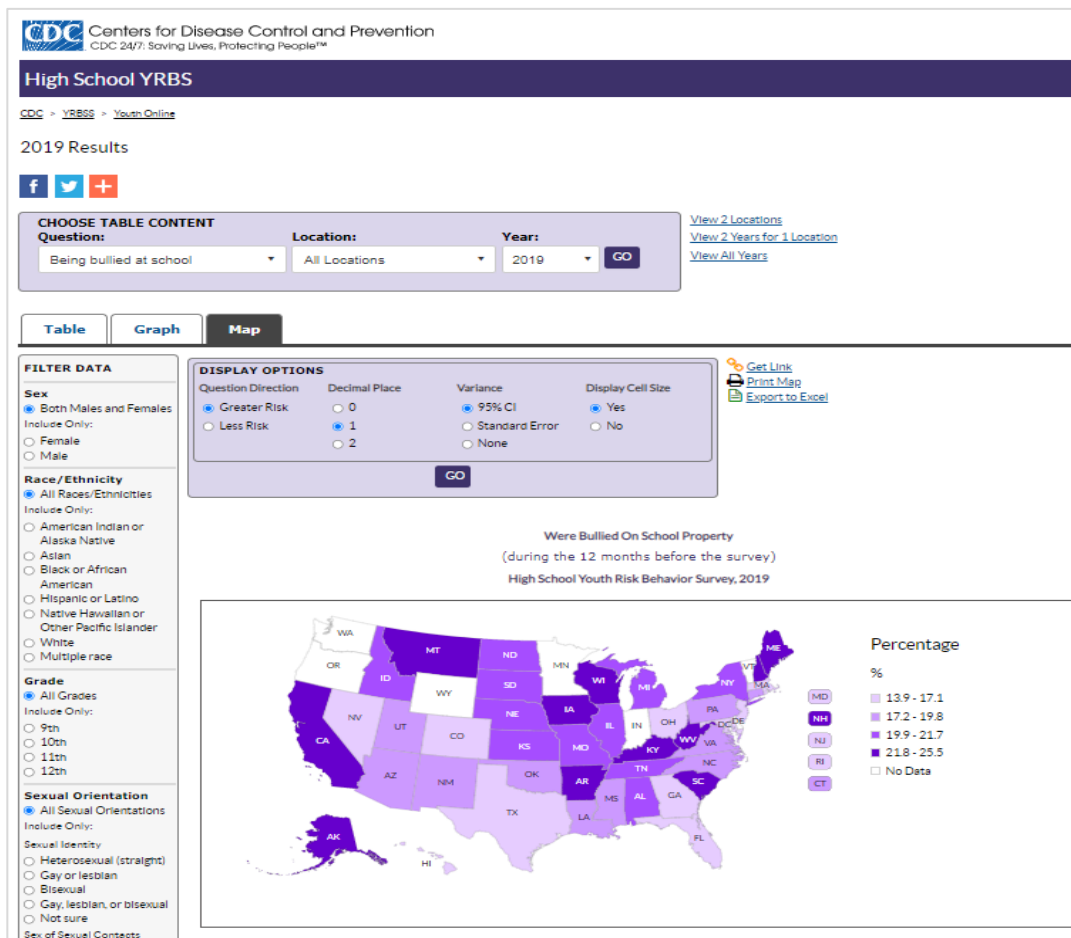 CDC Centers for Disease Control and Prevention
CDC 24/7: Saving Lives, Protecting People™
High School YRBS
CDC > YRBSS > Youth Online
2019 Results
CHOOSE TABLE CONTENT
Question: Location: Year:
Being bullied at school All Locations 2019 GO
View 2 Locations
View 2 Years for 1 Location
View All Years
Table Graph Map
FILTER DATA
Sex
Both Males and Females
Include Only:
Female
Male
Race/Ethnicity
All Races/Ethnicities
Include Only:
American Indian or
Alaska Native
Asian
Black or African
American
Hispanic or Latino
Native Hawaiian or
Other Pacific Islander
White
Multiple race
Grade
All Grades
Include Only:
9th
10th
11th
12th
Sexual Orientation
All Sexual Orientations
Include Only:
Sexual Identity
Heterosexual (straight)
Gay or lesbian
Bisexual
Gay, lesbian, or bisexual
Not sure
Sex of Sexual Contacts
DISPLAY OPTIONS
Question Direction Decimal Place Variance Display Cell Size
Greater Risk 0 95% CI Yes
Less Risk 1 Standard Error No
2 None
GO
Get Link
Print Map
Export to Excel
Were Bullied On School Property
(during the 12 months before the survey)
High School Youth Risk Behavior Survey, 2019
WA
MT ND MN VT ME
OR ID SD WI MI NY MA
WY
NV UT CO NE IA IL IN OH PA
CA KS MO KY WV VA DC DE
AZ NM OK AR TN NC SC
TX LA MS AL GA
FL
AK HI
MD
NH
NJ
RI
CT
Percentage
%
13.9 - 17.1
17.2 - 19.8
19.9 - 21.7
21.8 - 25.5
No Data